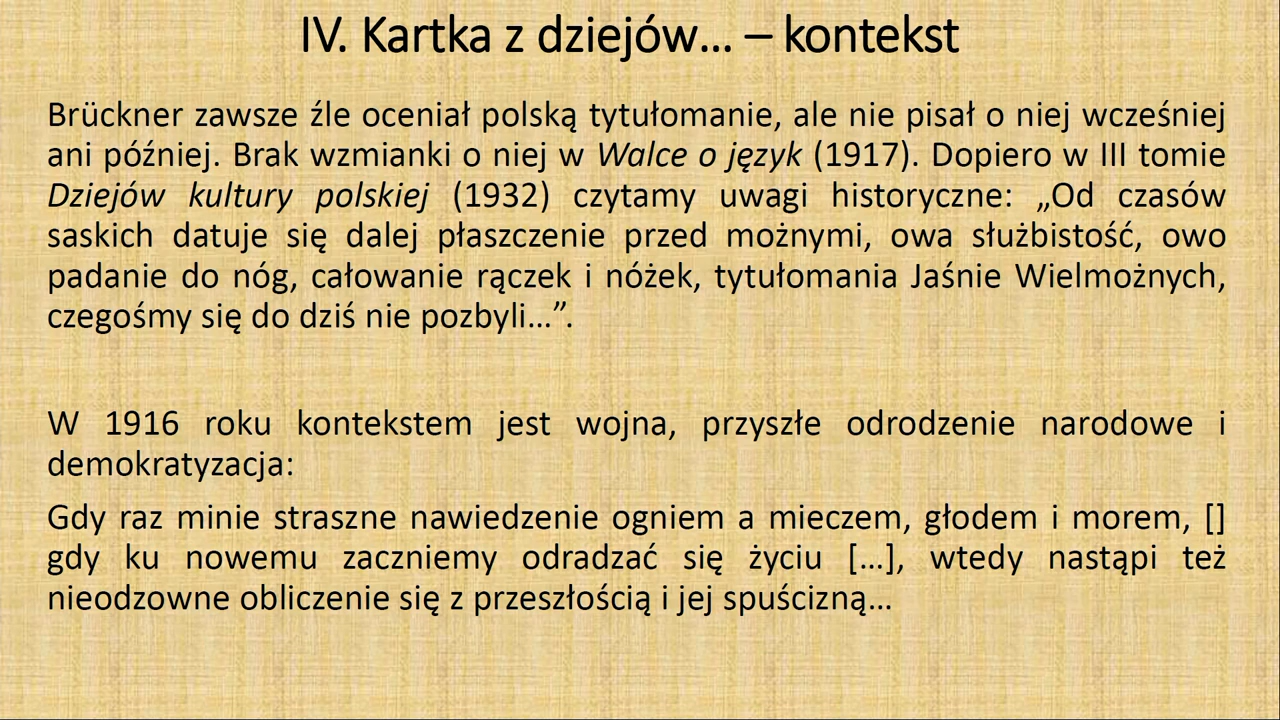 IV. Kartka z dziejów… – kontekst
Brückner zawsze źle oceniał polską tytułomanie, ale nie pisał o niej wcześniej
ani później. Brak wzmianki o niej w Walce o język (1917). Dopiero w III tomie
Dziejów kultury polskiej (1932) czytamy uwagi historyczne: „Od czasów
saskich datuje się dalej płaszczenie przed możnymi, owa służbistość, owo
padanie do nóg, całowanie rączek i nóżek, tytułomania Jaśnie Wielmożnych,
czegośmy się do dziś nie pozbyli…”.
W 1916 roku kontekstem jest wojna, przyszłe odrodzenie narodowe i
demokratyzacja:
Gdy raz minie straszne nawiedzenie ogniem a mieczem, głodem i morem, []
gdy ku nowemu zaczniemy odradzać się życiu […], wtedy nastąpi też
nieodzowne obliczenie się z przeszłością i jej spuścizną…